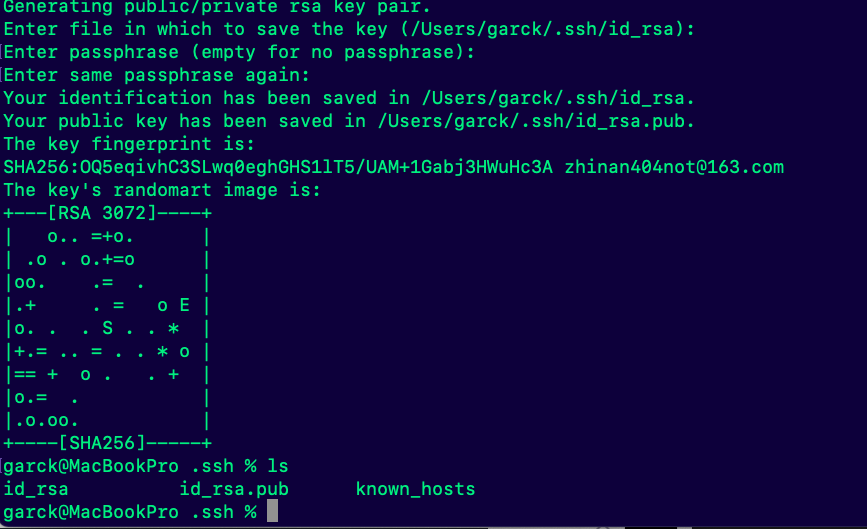 Generating public/private rsa key pair.
Enter file in which to save the key (/Users/garck/.ssh/id_rsa):
Enter passphrase (empty for no passphrase):
Enter same passphrase again:
Your identification has been saved in /Users/garck/.ssh/id_rsa.
Your public key has been saved in /Users/garck/.ssh/id_rsa.pub.
The key fingerprint is:
SHA256:OQ5eqivhC3SLwq0eghGHS1lT5/UAM+1Gabj3HWuHc3A zhinan404not@163.com
The key's randomart image is:
+---[RSA 3072]----+
|   o.. =+o.      |
| .o . o.+=o      |
|oo.    .=  .     |
|.+     . =   o E |
|o. .  . S . . *  |
|+.= .. = . . * o |
|== +  o .   . +  |
|o.=  .           |
|.o.oo.           |
+----[SHA256]-----+
garck@MacBookPro .ssh % ls
id_rsa          id_rsa.pub      known_hosts
garck@MacBookPro .ssh %